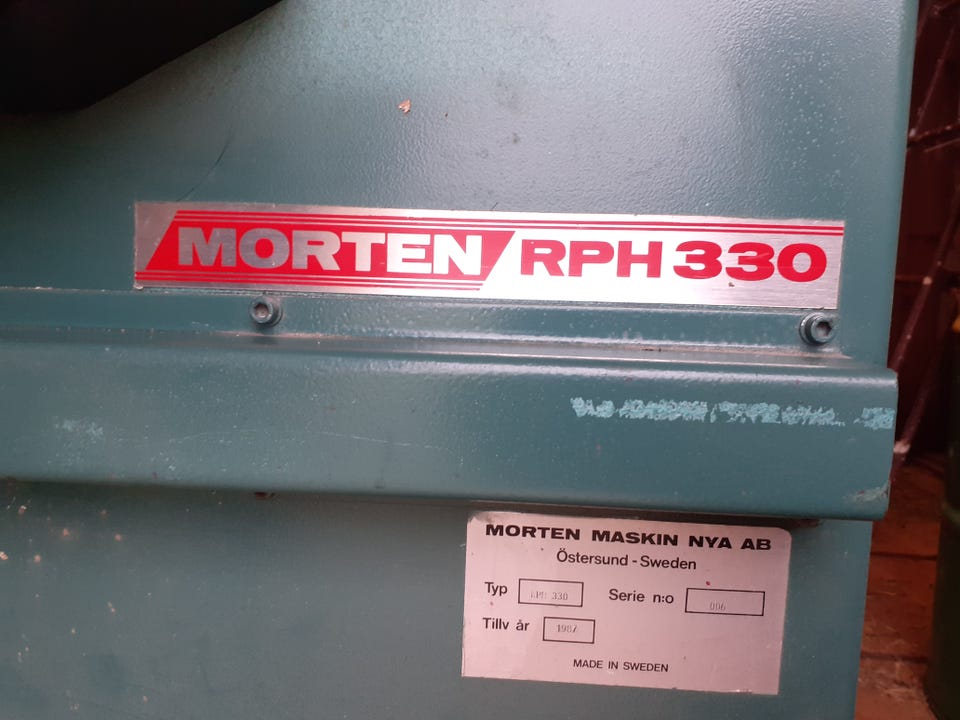 MORTEN RPH 330
MORTEN MASKIN NYA AB
Östersund - Sweden
Typ RPH 330 Serie n:o 006
Tillv år
MADE IN SWEDEN